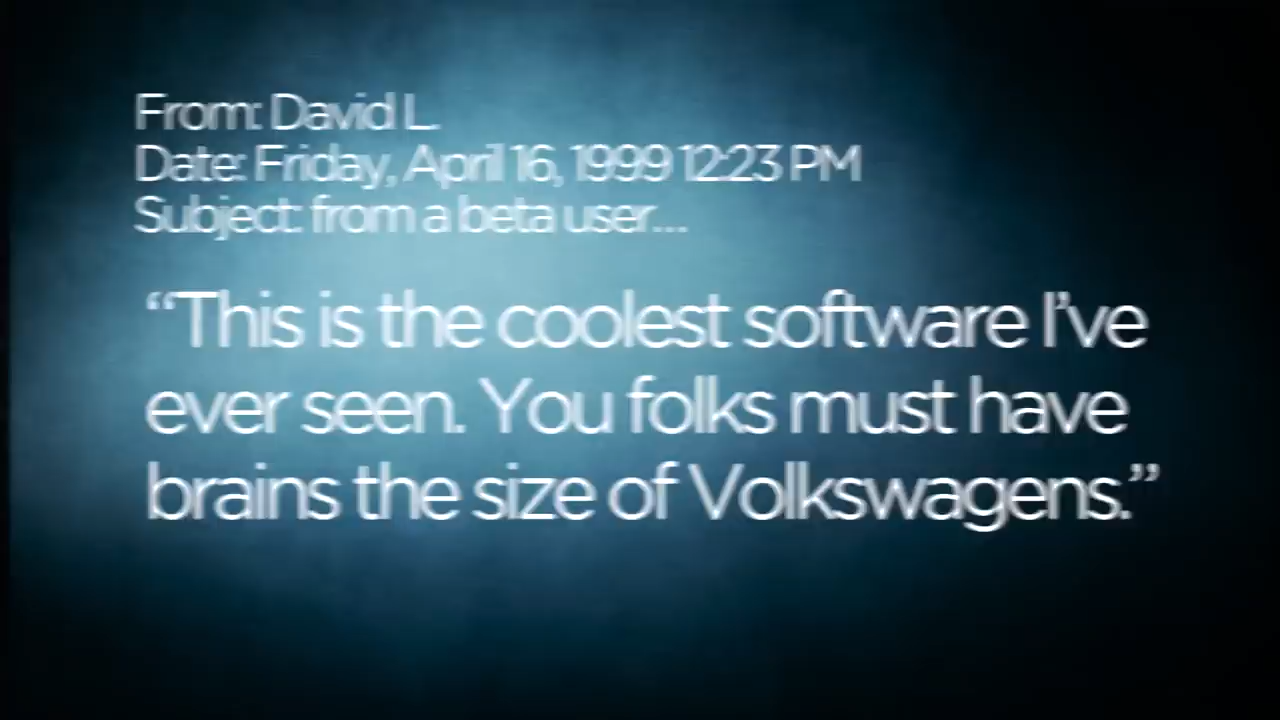 From: David L.
Date: Friday, April 16, 1999 12:23 PM
Subject: from a beta user...
“This is the coolest software I’ve
ever seen. You folks must have
brains the size of Volkswagens.”